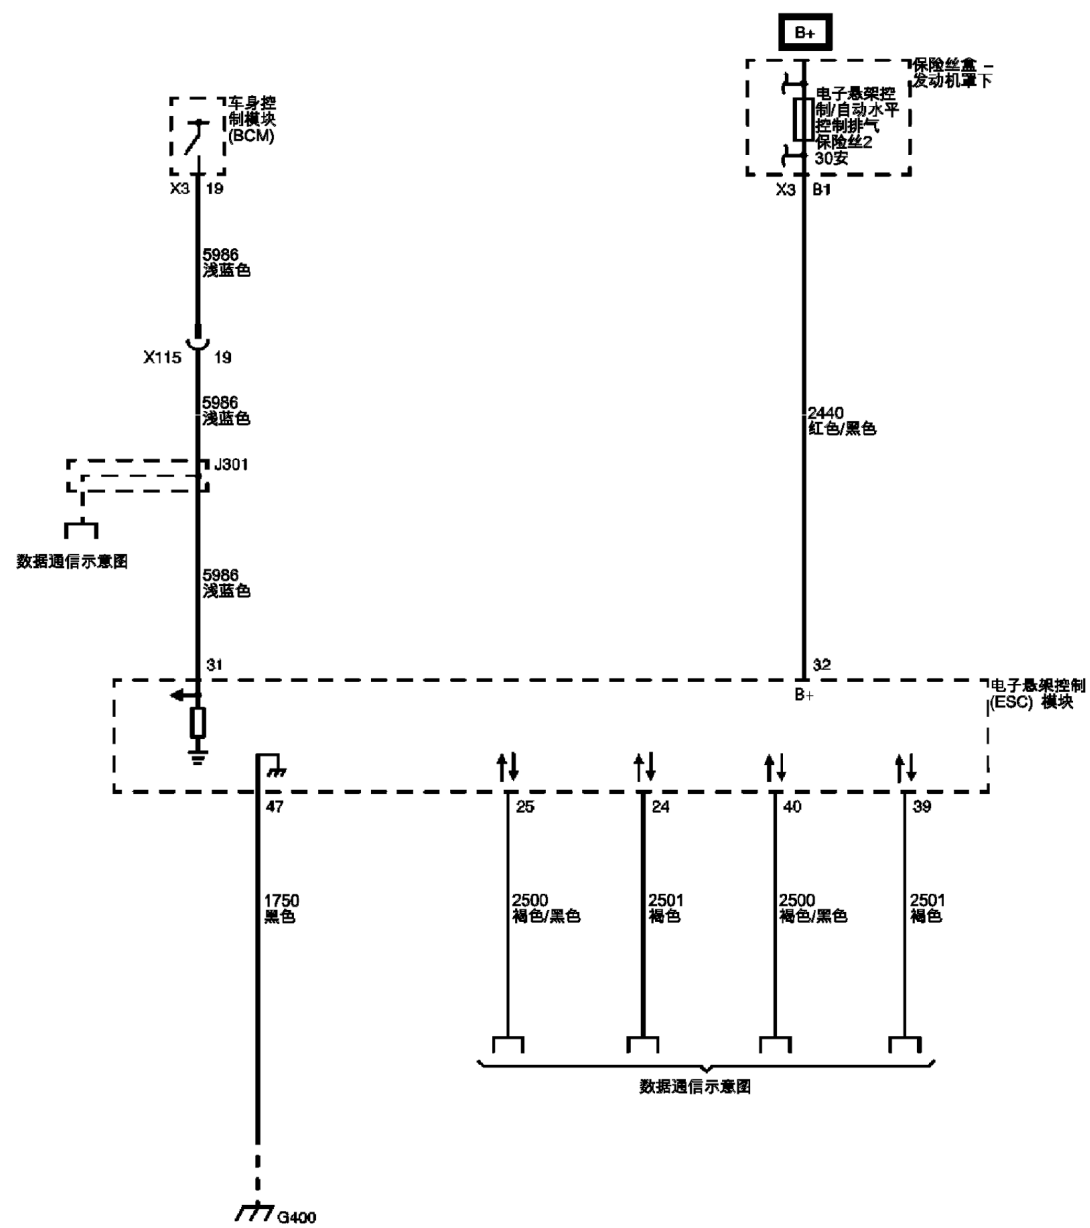 B+
保险丝盒 -
发动机罩下
电子悬架控
制/自动水平
控制排气
保险丝2
30安
X3 B1
车身控
制模块
(BCM)
X3 19
5986
浅蓝色
X115 19
5986
浅蓝色
2440
红色/黑色
J301
数据通信示意图
5986
浅蓝色
31
32
B+
电子悬架控制
(ESC) 模块
47
25
24
40
39
1750
黑色
2500
褐色/黑色
2501
褐色
2500
褐色/黑色
2501
褐色
数据通信示意图
G400